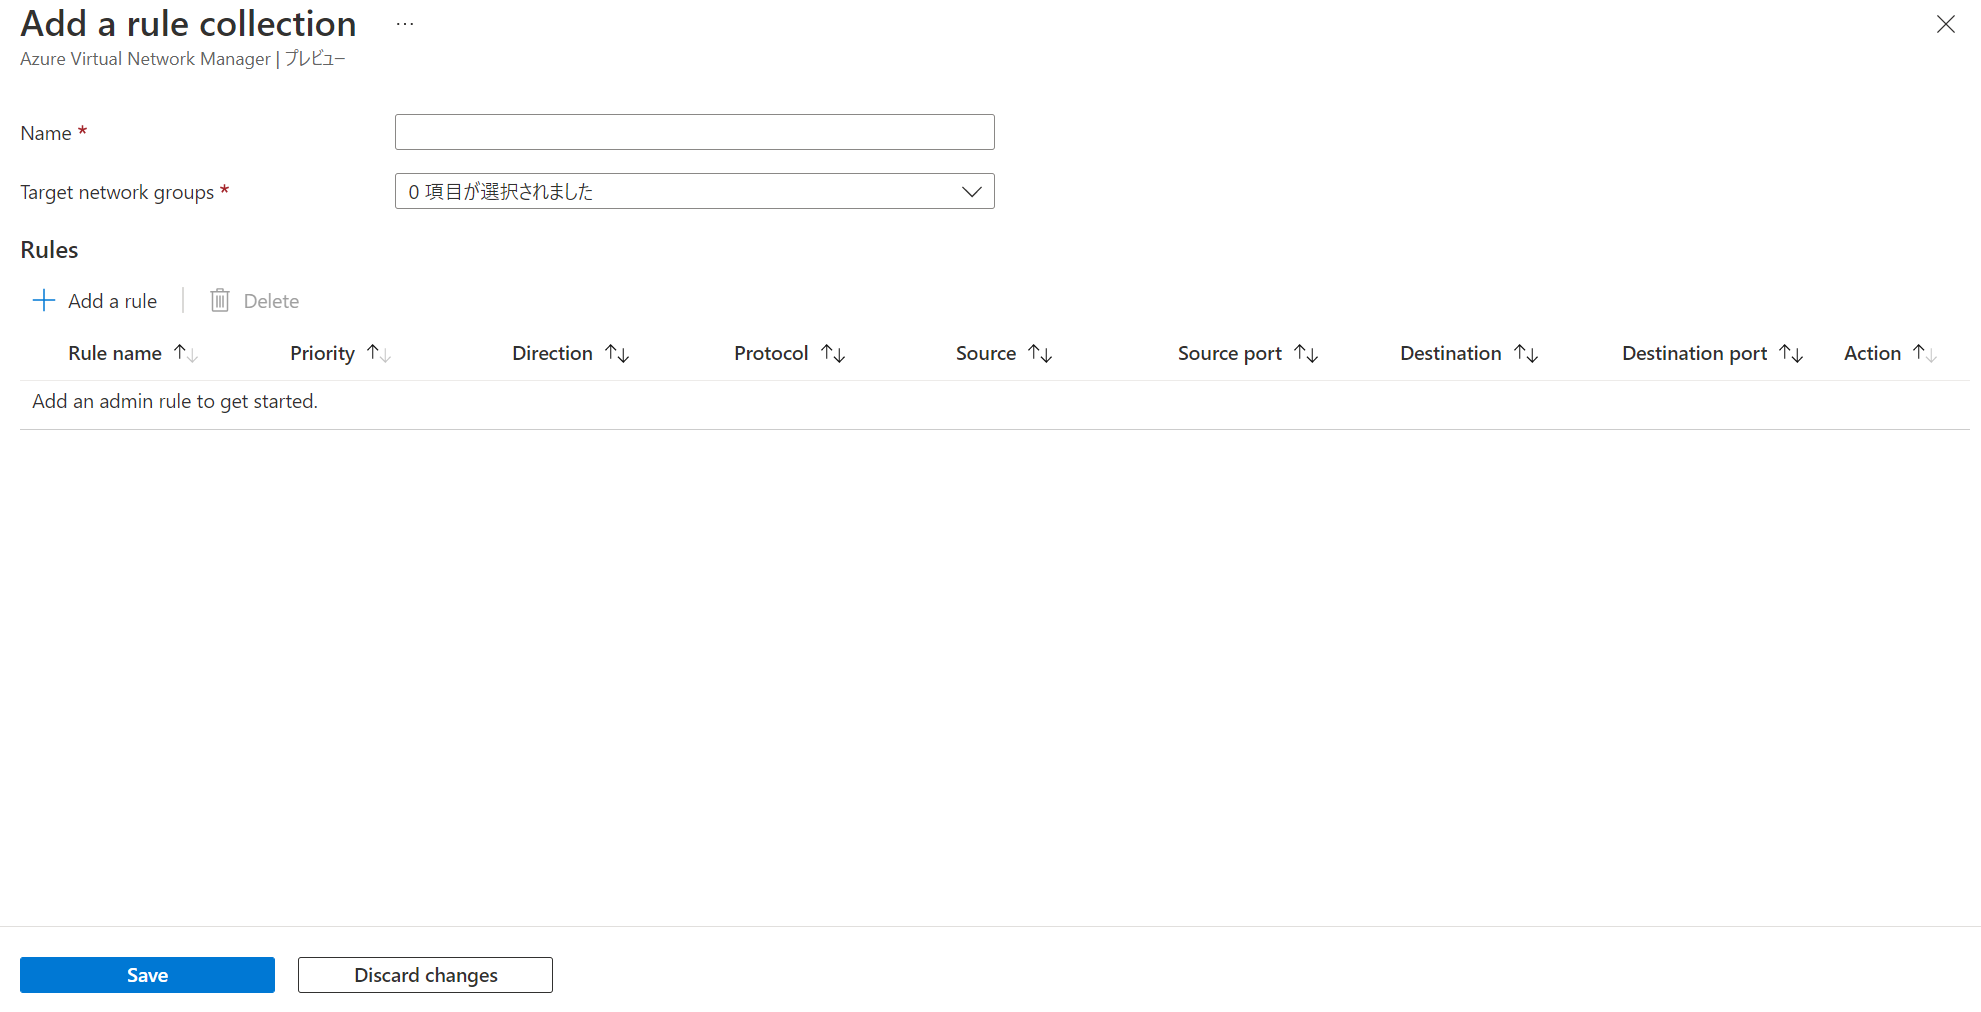 Add a rule collection ...
Azure Virtual Network Manager | プレビュー
Name *
Target network groups * 0 項目が選択されました
Rules
Add a rule Delete
Rule name Priority Direction Protocol Source Source port Destination Destination port Action
Add an admin rule to get started.
Save Discard changes